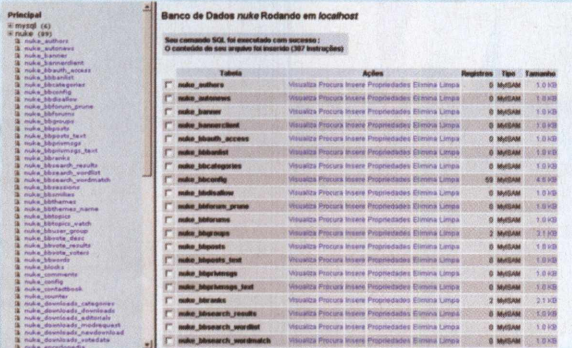 Principal
mysql (6)
nuke (89)
nuke_authors
nuke_autonews
nuke_banner
nuke_bannerclient
nuke_bbauth_access
nuke_bbbanlist
nuke_bbcategories
nuke_bbconfig
nuke_bbdisallow
nuke_bbforum_prune
nuke_bbforums
nuke_bbgroups
nuke_bbposts
nuke_bbposts_text
nuke_bbprivmsgs
nuke_bbprivmsgs_text
nuke_bbranks
nuke_bbsearch_results
nuke_bbsearch_wordlist
nuke_bbsearch_wordmatch
nuke_bbsessions
nuke_bbsmilies
nuke_bbthemes
nuke_bbthemes_name
nuke_bbtopics
nuke_bbtopics_watch
nuke_bbuser_group
nuke_bbvote_desc
nuke_bbvote_results
nuke_bbvote_voters
nuke_bbwords
nuke_blocks
nuke_comments
nuke_config
nuke_contactbook
nuke_counter
nuke_downloads_categories
nuke_downloads_downloads
nuke_downloads_editorials
nuke_downloads_modrequest
nuke_downloads_newdownload
nuke_downloads_votedata
Banco de Dados nuke Rodando em localhost
Seu comando SQL foi executado com sucesso :
O conteúdo do seu arquivo foi inserido (387 instruções)
Tabela Ações Registros Tipo Tamanho
nuke_authors Visualiza Procura Insere Propriedades Elimina Limpa 0 MyISAM 1.0 KB
nuke_autonews Visualiza Procura Insere Propriedades Elimina Limpa 0 MyISAM 1.0 KB
nuke_banner Visualiza Procura Insere Propriedades Elimina Limpa 0 MyISAM 1.0 KB
nuke_bannerclient Visualiza Procura Insere Propriedades Elimina Limpa 0 MyISAM 1.0 KB
nuke_bbauth_access Visualiza Procura Insere Propriedades Elimina Limpa 0 MyISAM 1.0 KB
nuke_bbbanlist Visualiza Procura Insere Propriedades Elimina Limpa 0 MyISAM 1.0 KB
nuke_bbcategories Visualiza Procura Insere Propriedades Elimina Limpa 0 MyISAM 1.0 KB
nuke_bbconfig Visualiza Procura Insere Propriedades Elimina Limpa 59 MyISAM 4.6 KB
nuke_bbdisallow Visualiza Procura Insere Propriedades Elimina Limpa 0 MyISAM 1.0 KB
nuke_bbforum_prune Visualiza Procura Insere Propriedades Elimina Limpa 0 MyISAM 1.0 KB
nuke_bbforums Visualiza Procura Insere Propriedades Elimina Limpa 0 MyISAM 1.0 KB
nuke_bbgroups Visualiza Procura Insere Propriedades Elimina Limpa 2 MyISAM 3.1 KB
nuke_bbposts Visualiza Procura Insere Propriedades Elimina Limpa 0 MyISAM 1.0 KB
nuke_bbposts_text Visualiza Procura Insere Propriedades Elimina Limpa 0 MyISAM 1.0 KB
nuke_bbprivmsgs Visualiza Procura Insere Propriedades Elimina Limpa 0 MyISAM 1.0 KB
nuke_bbprivmsgs_text Visualiza Procura Insere Propriedades Elimina Limpa 0 MyISAM 1.0 KB
nuke_bbranks Visualiza Procura Insere Propriedades Elimina Limpa 2 MyISAM 2.1 KB
nuke_bbsearch_results Visualiza Procura Insere Propriedades Elimina Limpa 0 MyISAM 1.0 KB
nuke_bbsearch_wordlist Visualiza Procura Insere Propriedades Elimina Limpa 0 MyISAM 1.0 KB
nuke_bbsearch_wordmatch Visualiza Procura Insere Propriedades Elimina Limpa 0 MyISAM 1.0 KB